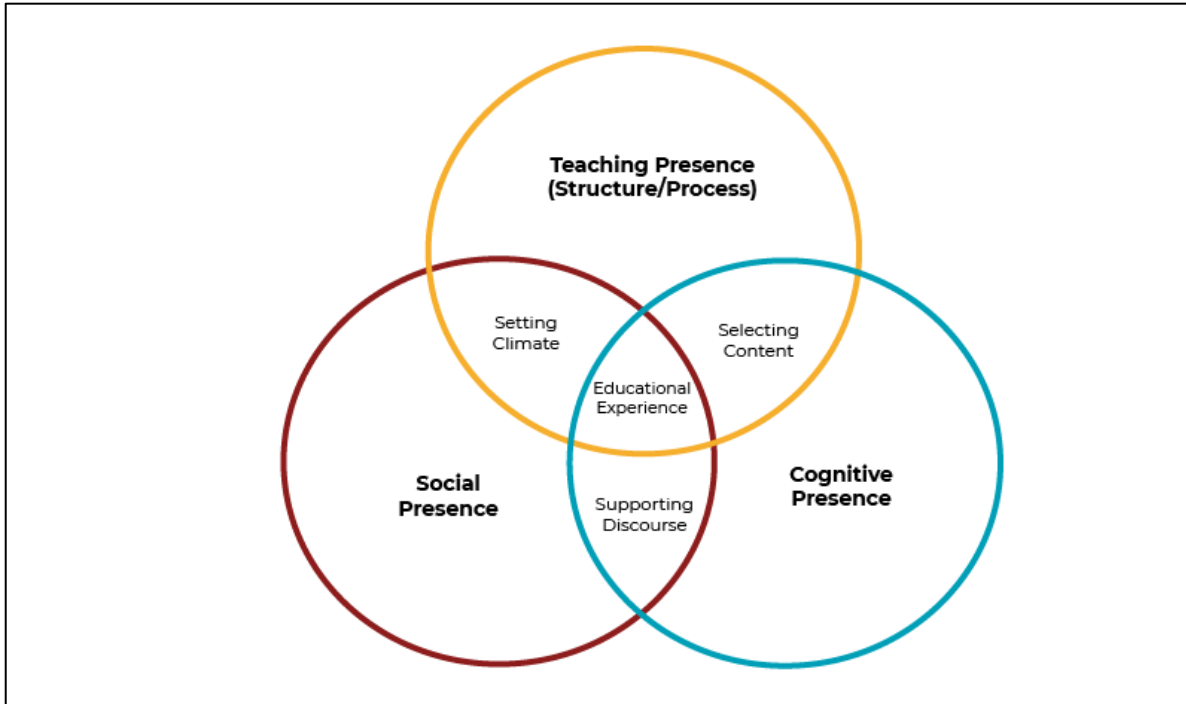 Teaching Presence
(Structure/Process)
Setting
Climate
Selecting
Content
Educational
Experience
Social
Presence
Cognitive
Presence
Supporting
Discourse